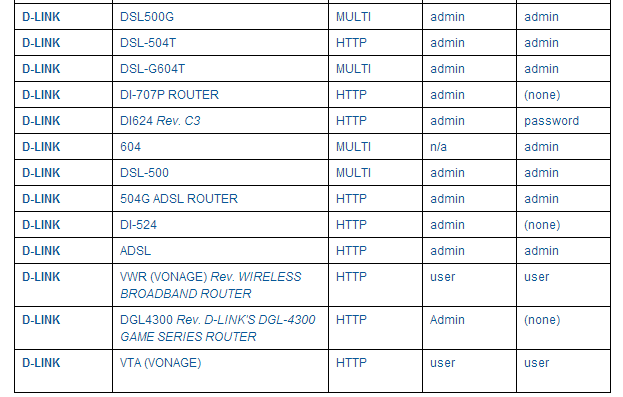 D-LINK DSL500G MULTI admin admin
D-LINK DSL-504T HTTP admin admin
D-LINK DSL-G604T MULTI admin admin
D-LINK DI-707P ROUTER HTTP admin (none)
D-LINK DI624 Rev. C3 HTTP admin password
D-LINK 604 MULTI n/a admin
D-LINK DSL-500 MULTI admin admin
D-LINK 504G ADSL ROUTER HTTP admin admin
D-LINK DI-524 HTTP admin (none)
D-LINK ADSL HTTP admin admin
D-LINK VWR (VONAGE) Rev. WIRELESS HTTP user user
BROADBAND ROUTER
D-LINK DGL4300 Rev. D-LINK'S DGL-4300 HTTP Admin (none)
GAME SERIES ROUTER
D-LINK VTA (VONAGE) HTTP user user